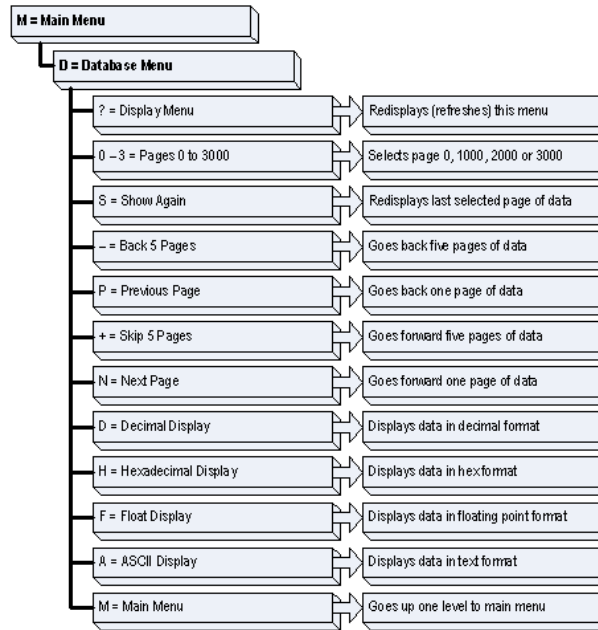 M = Main Menu
D = Database Menu
? = Display Menu
Redisplays (refreshes) this menu
0 – 3 = Pages 0 to 3000
Selects page 0, 1000, 2000 or 3000
S = Show Again
Redisplays last selected page of data
– = Back 5 Pages
Goes back five pages of data
P = Previous Page
Goes back one page of data
+ = Skip 5 Pages
Goes forward five pages of data
N = Next Page
Goes forward one page of data
D = Decimal Display
Displays data in decimal format
H = Hexadecimal Display
Displays data in hex format
F = Float Display
Displays data in floating point format
A = ASCII Display
Displays data in text format
M = Main Menu
Goes up one level to main menu